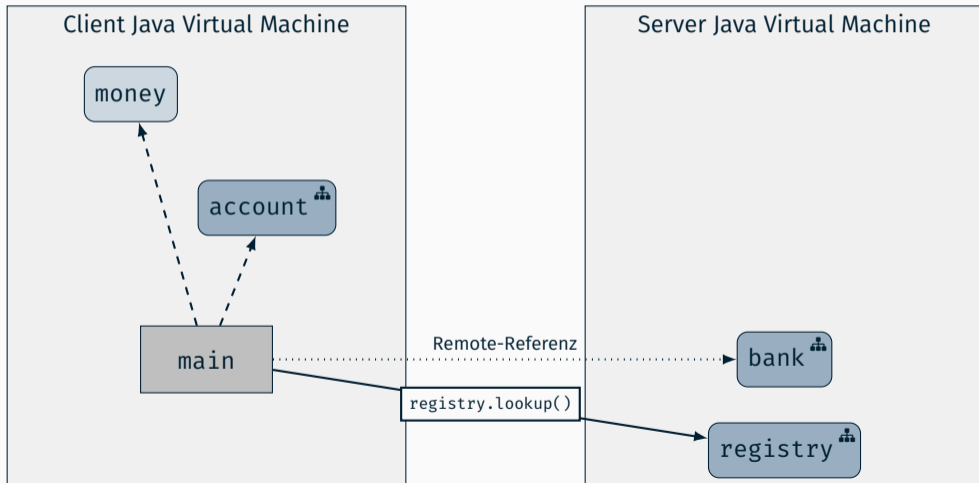 Client Java Virtual Machine
Server Java Virtual Machine
money
account
main
Remote-Referenz
bank
registry.lookup()
registry